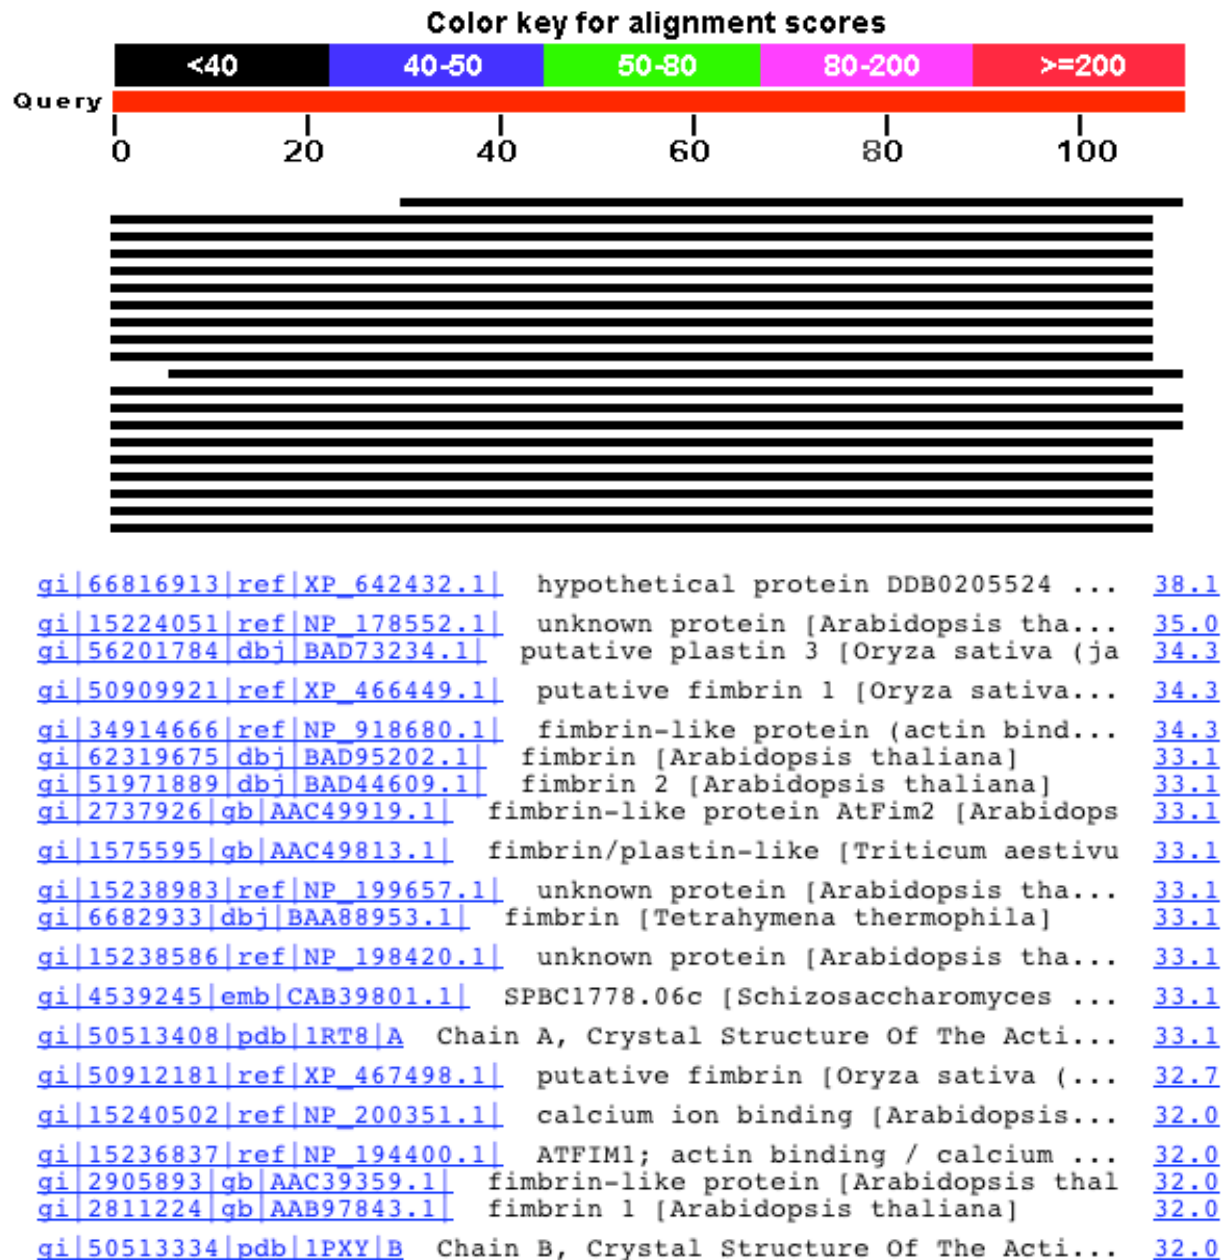 Color key for alignment scores
<40 40-50 50-80 80-200 >=200
Query
0 20 40 60 80 100
gi|66816913|ref|XP_642432.1| hypothetical protein DDB0205524 ... 38.1
gi|15224051|ref|NP_178552.1| unknown protein [Arabidopsis tha... 35.0
gi|56201784|dbj|BAD73234.1| putative plastin 3 [Oryza sativa (ja 34.3
gi|50909921|ref|XP_466449.1| putative fimbrin 1 [Oryza sativa... 34.3
gi|34914666|ref|NP_918680.1| fimbrin-like protein (actin bind... 34.3
gi|62319675|dbj|BAD95202.1| fimbrin [Arabidopsis thaliana] 33.1
gi|51971889|dbj|BAD44609.1| fimbrin 2 [Arabidopsis thaliana] 33.1
gi|2737926|gb|AAC49919.1| fimbrin-like protein AtFim2 [Arabidops 33.1
gi|1575595|gb|AAC49813.1| fimbrin/plastin-like [Triticum aestivu 33.1
gi|15238983|ref|NP_199657.1| unknown protein [Arabidopsis tha... 33.1
gi|6682933|dbj|BAA88953.1| fimbrin [Tetrahymena thermophila] 33.1
gi|15238586|ref|NP_198420.1| unknown protein [Arabidopsis tha... 33.1
gi|4539245|emb|CAB39801.1| SPBC1778.06c [Schizosaccharomyces ... 33.1
gi|50513408|pdb|1RT8|A Chain A, Crystal Structure Of The Acti... 33.1
gi|50912181|ref|XP_467498.1| putative fimbrin [Oryza sativa (... 32.7
gi|15240502|ref|NP_200351.1| calcium ion binding [Arabidopsis... 32.0
gi|15236837|ref|NP_194400.1| ATFIM1; actin binding / calcium ... 32.0
gi|2905893|gb|AAC39359.1| fimbrin-like protein [Arabidopsis thal 32.0
gi|2811224|gb|AAB97843.1| fimbrin 1 [Arabidopsis thaliana] 32.0
gi|50513334|pdb|1PXY|B Chain B, Crystal Structure Of The Acti... 32.0